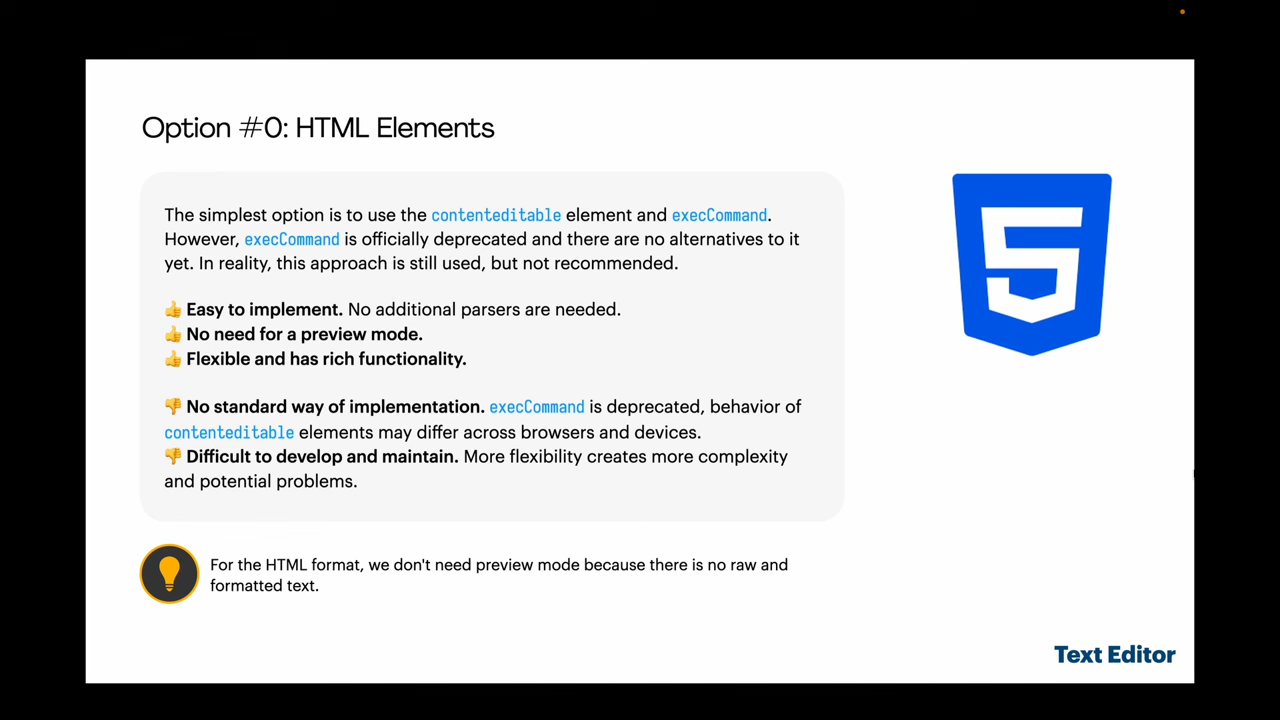 Option #0: HTML Elements
The simplest option is to use the contenteditable element and execCommand.
However, execCommand is officially deprecated and there are no alternatives to it
yet. In reality, this approach is still used, but not recommended.
👍 Easy to implement. No additional parsers are needed.
👍 No need for a preview mode.
👍 Flexible and has rich functionality.
👎 No standard way of implementation. execCommand is deprecated, behavior of
contenteditable elements may differ across browsers and devices.
👎 Difficult to develop and maintain. More flexibility creates more complexity
and potential problems.
For the HTML format, we don't need preview mode because there is no raw and
formatted text.
5
Text Editor